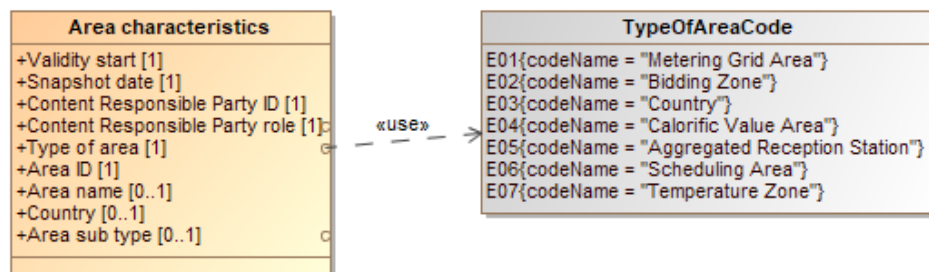 Area characteristics
+Validity start [1]
+Snapshot date [1]
+Content Responsible Party ID [1]
+Content Responsible Party role [1]
+Type of area [1]
+Area ID [1]
+Area name [0..1]
+Country [0..1]
+Area sub type [0..1]
«use»
TypeOfAreaCode
E01{codeName = "Metering Grid Area"}
E02{codeName = "Bidding Zone"}
E03{codeName = "Country"}
E04{codeName = "Calorific Value Area"}
E05{codeName = "Aggregated Reception Station"}
E06{codeName = "Scheduling Area"}
E07{codeName = "Temperature Zone"}